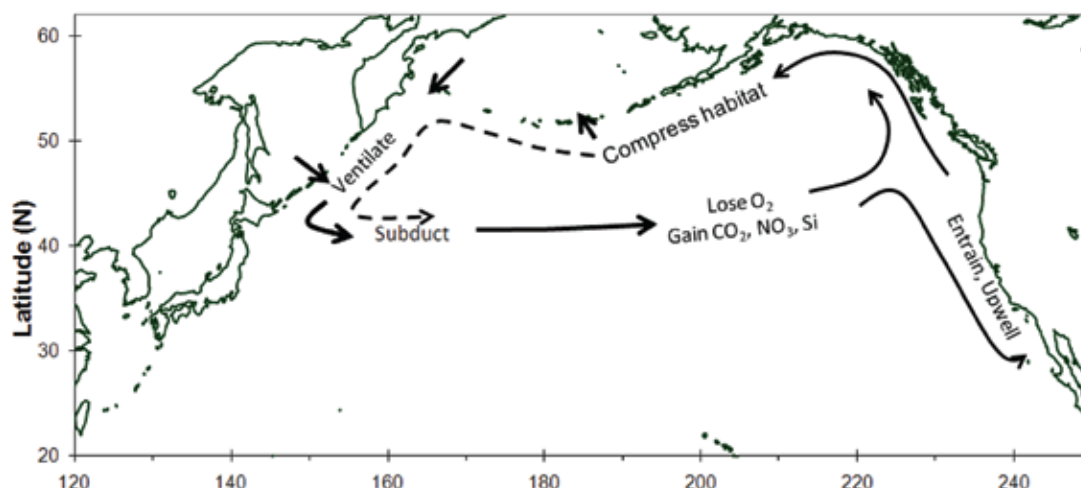 60
50
40
30
20
Latitude (N)
120
140
160
180
200
220
240
Ventilate
Subduct
Compress habitat
Lose O₂
Gain CO₂, NO₃, Si
Entrain, Upwell